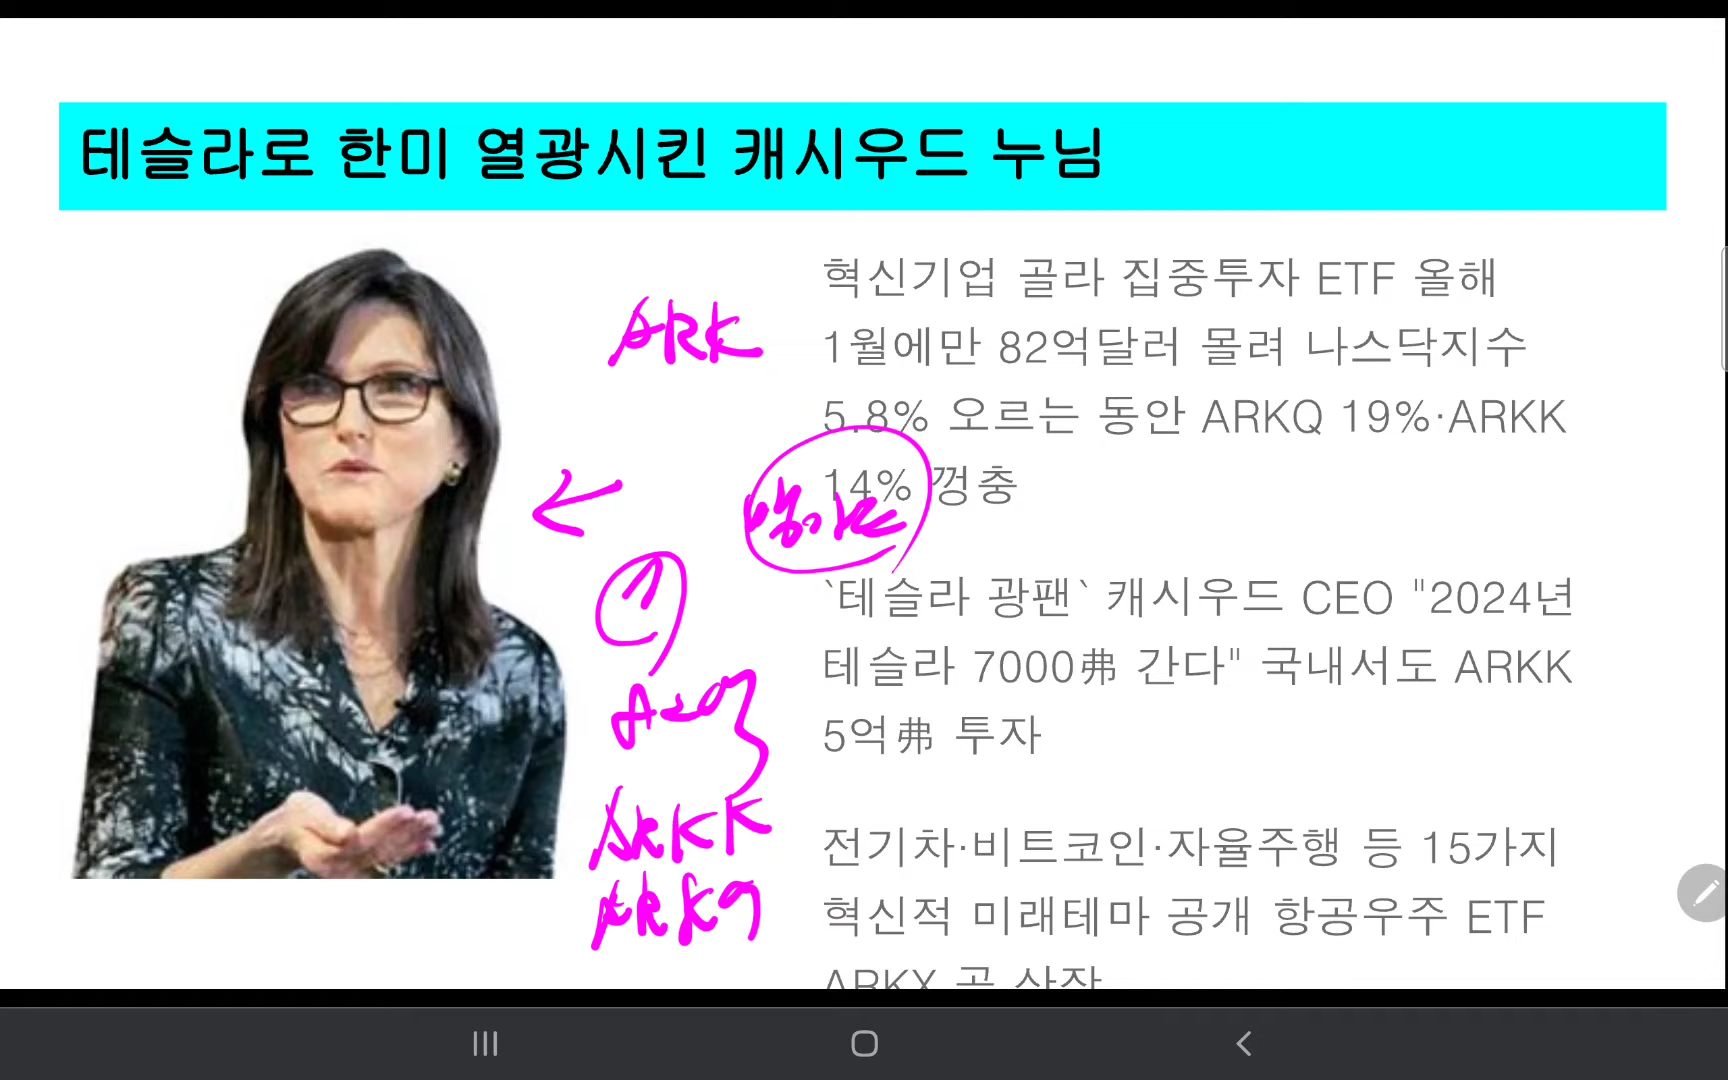 테슬라로 한미 열광시킨 캐시우드 누님
혁신기업 골라 집중투자 ETF 올해
1월에만 82억달러 몰려 나스닥지수
5.8% 오르는 동안 ARKQ 19%·ARKK
14% 껑충
`테슬라 광팬` 캐시우드 CEO "2024년
테슬라 7000弗 간다" 국내서도 ARKK
5억弗 투자
전기차·비트코인·자율주행 등 15가지
혁신적 미래테마 공개 항공우주 ETF
ARKX 곧 상장
ARK
ARKK
ARKQ